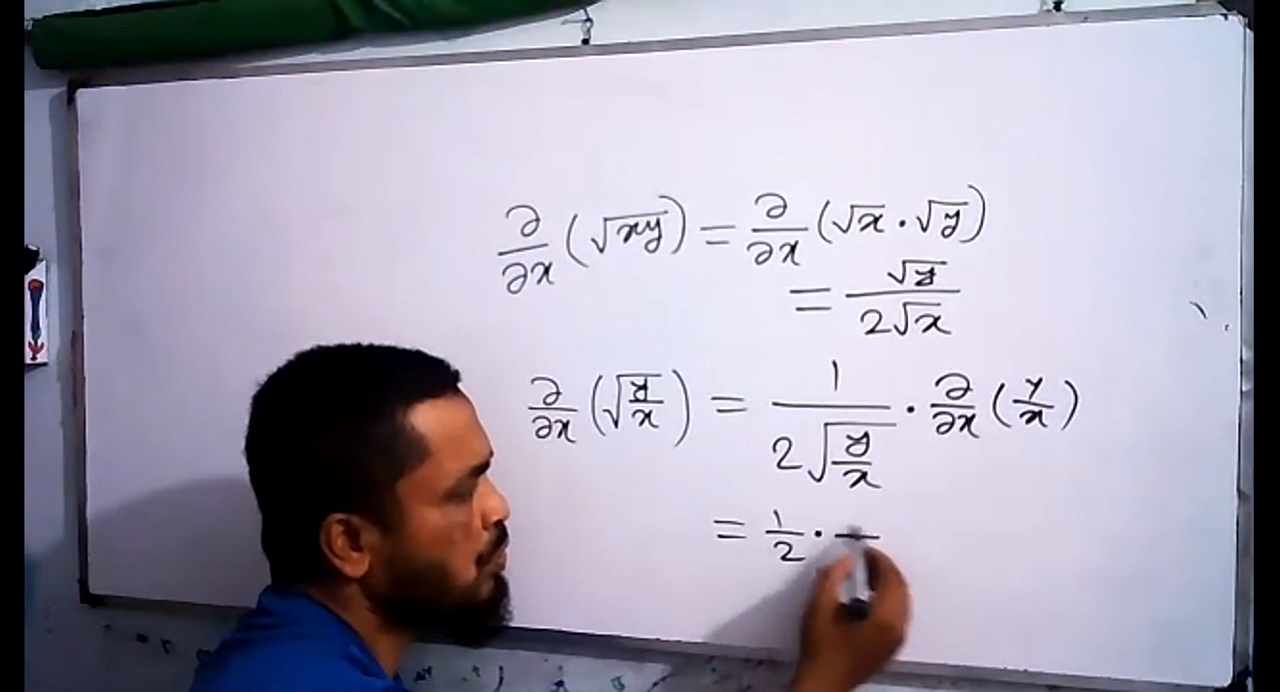 ∂/∂x (√xy) = ∂/∂x (√x · √y)
= √y / 2√x
∂/∂x (√(y/x)) = 1 / 2√(y/x) · ∂/∂x (y/x)
= 1/2 ·